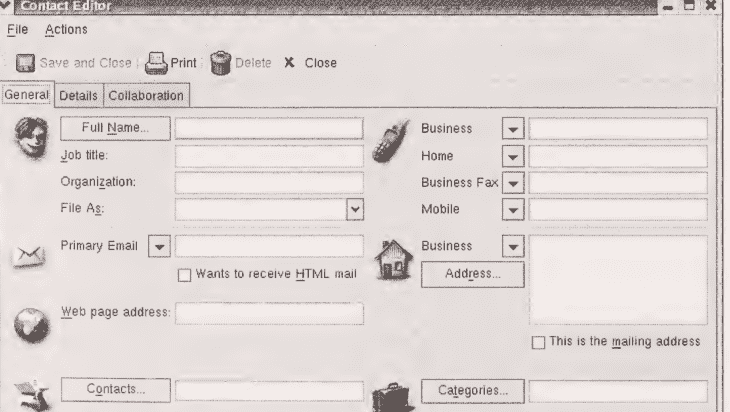 Contact Editor
File Actions
Save and Close Print Delete X Close
General Details Collaboration
Full Name... Business
Job title: Home
Organization: Business Fax
File As: Mobile
Primary Email Business
Wants to receive HTML mail Address...
Web page address:
This is the mailing address
Contacts... Categories...